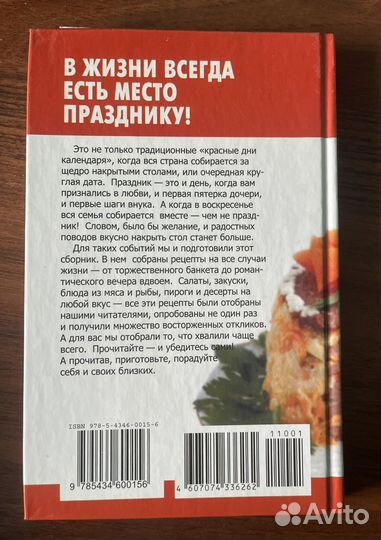 В ЖИЗНИ ВСЕГДА
ЕСТЬ МЕСТО
ПРАЗДНИКУ!
Это не только традиционные «красные дни
календаря», когда вся страна собирается за
щедро накрытыми столами, или очередная кру-
глая дата. Праздник — это и день, когда вам
признались в любви, и первая пятерка дочери,
и первые шаги внука. А когда в воскресенье
вся семья собирается вместе — чем не празд-
ник! Словом, было бы желание, и радостных
поводов вкусно накрыть стол станет больше.
Для таких событий мы и подготовили этот
сборник. В нем собраны рецепты на все случаи
жизни — от торжественного банкета до роман-
тического вечера вдвоем. Салаты, закуски,
блюда из мяса и рыбы, пироги и десерты на
любой вкус — все эти рецепты были отобраны
нашими читателями, опробованы не один раз
и получили множество восторженных откликов.
А для вас мы отобрали то, что хвалили чаще
всего. Прочитайте — и убедитесь сами!
А прочитав, приготовьте, порадуйте
себя и своих близких.
ISBN 978-5-4346-0015-6
11001
9 785434 600156
4 607074 336262
Avito